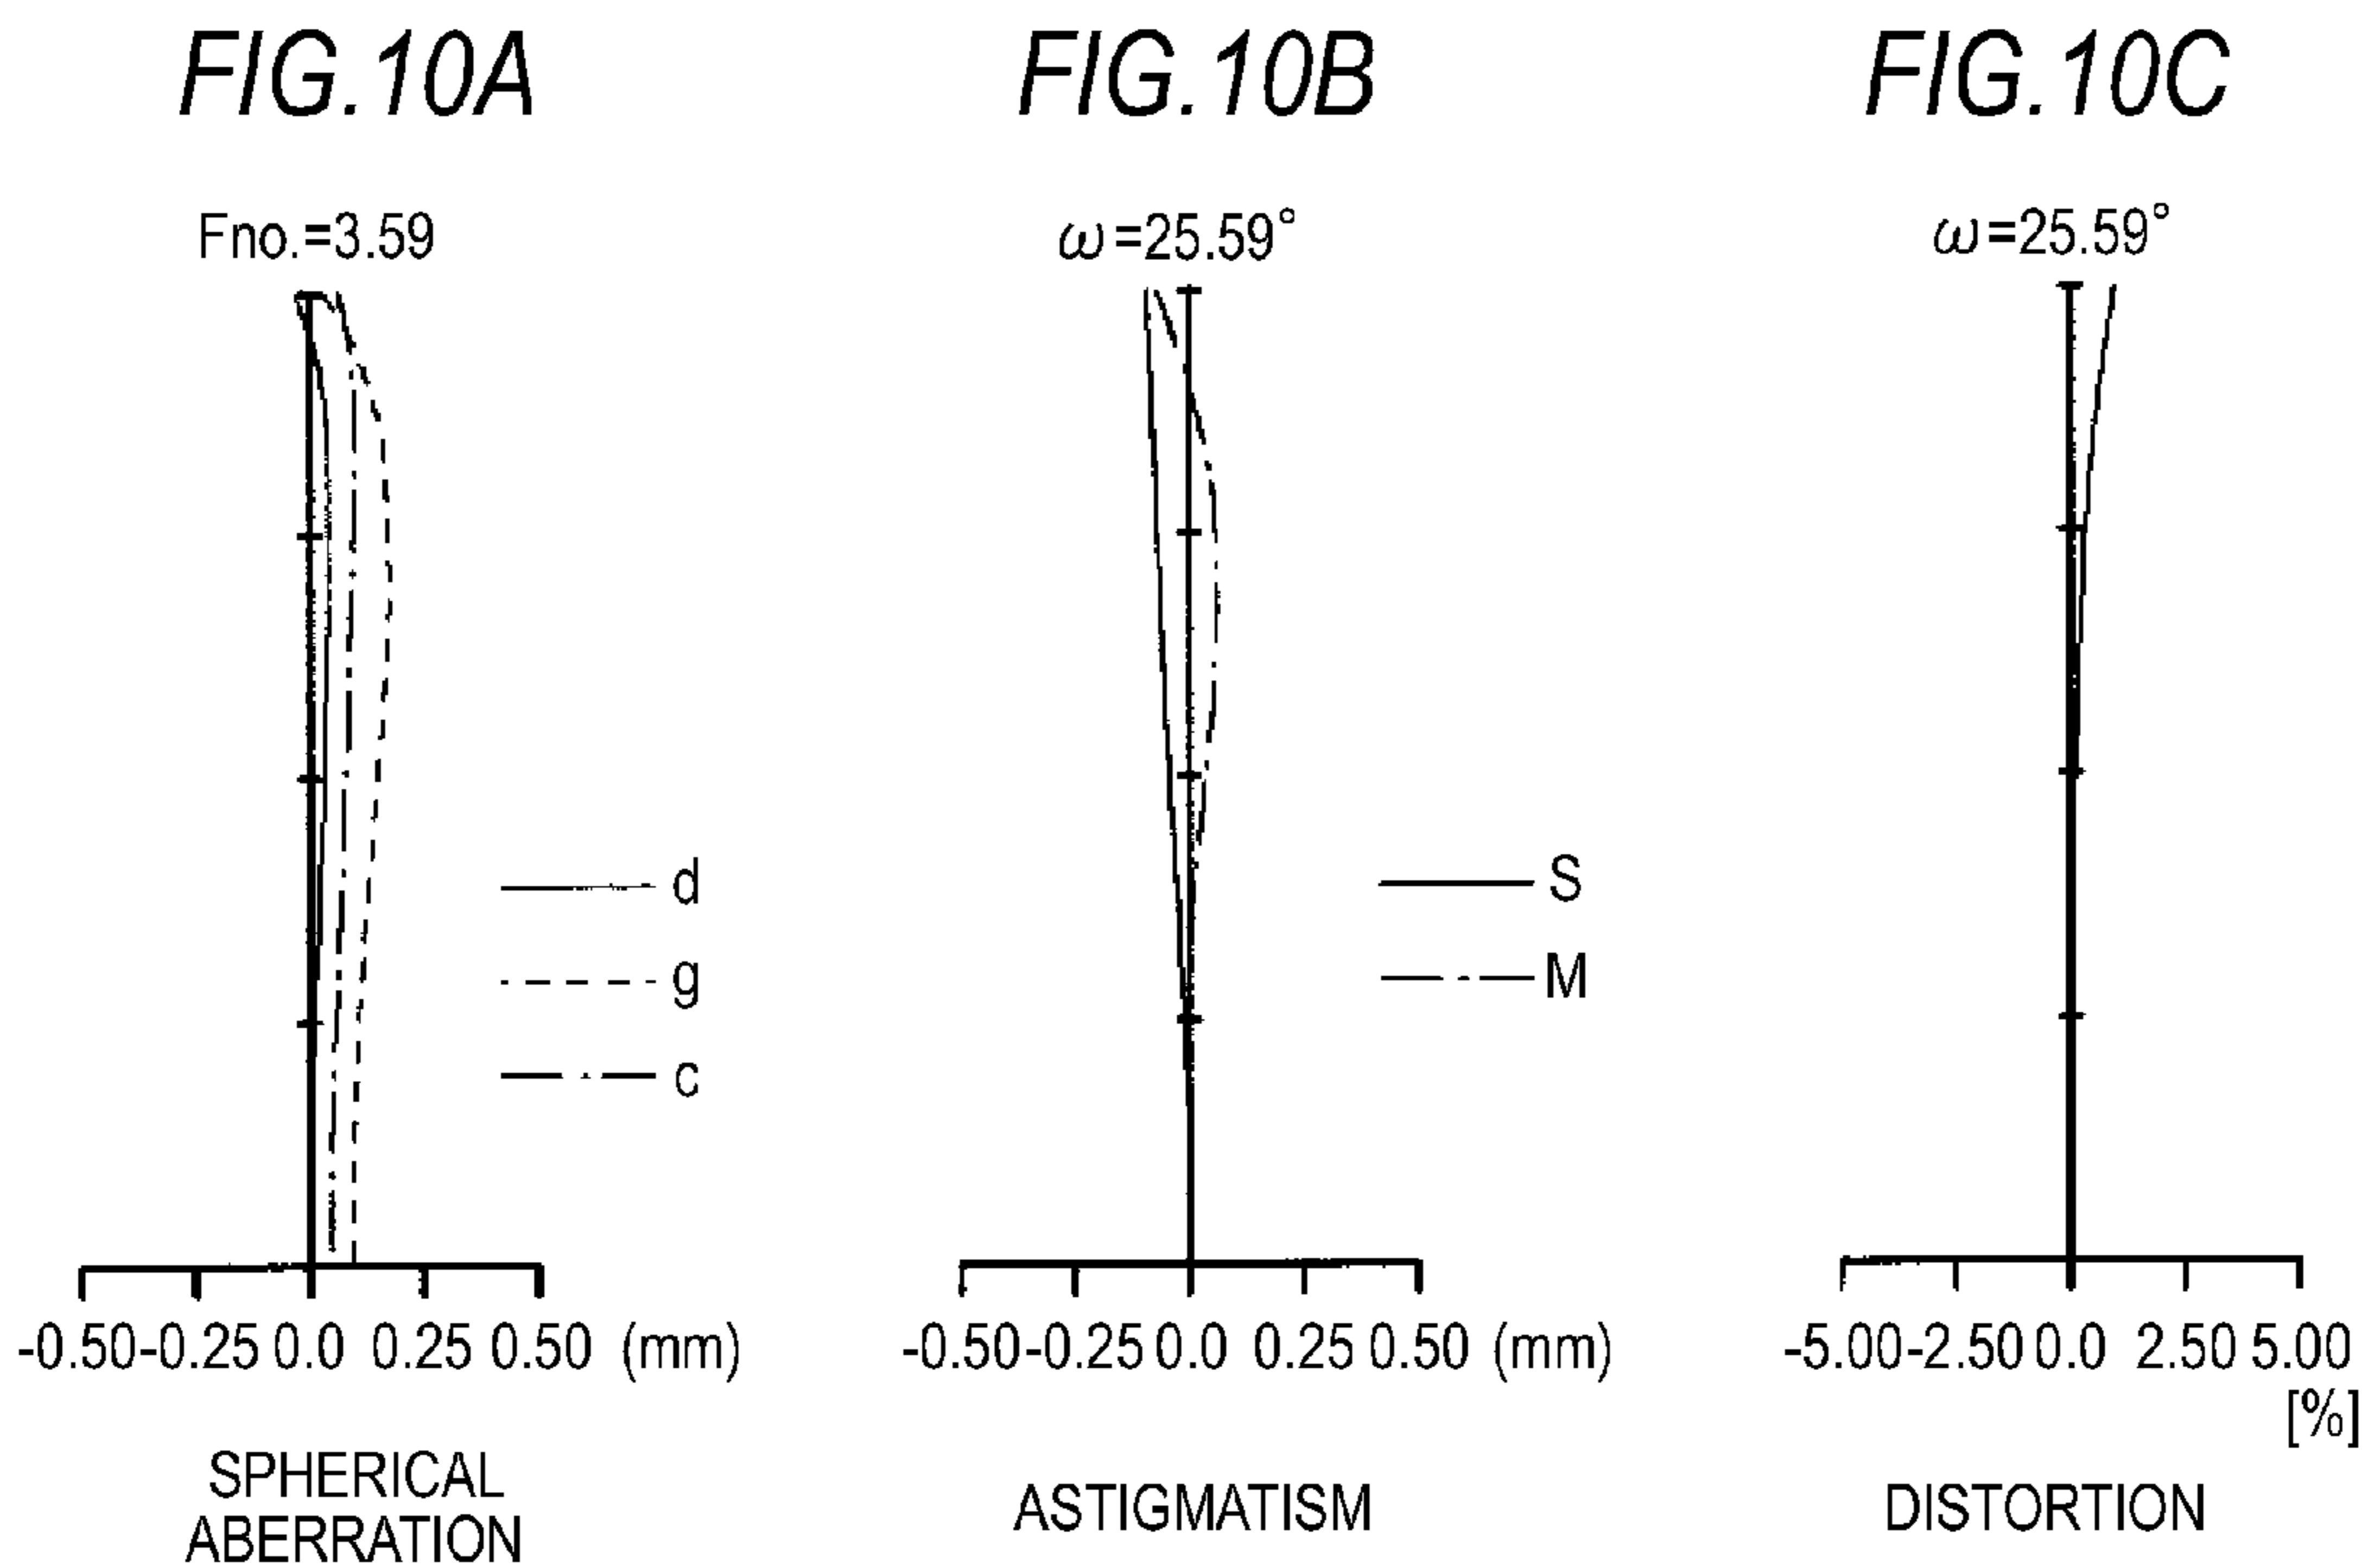 FIG.10A
Fno.=3.59
d
g
c
-0.50 -0.25 0.0 0.25 0.50 (mm)
SPHERICAL
ABERRATION
FIG.10B
ω=25.59°
S
M
-0.50 -0.25 0.0 0.25 0.50 (mm)
ASTIGMATISM
FIG.10C
ω=25.59°
-5.00 -2.50 0.0 2.50 5.00
[%]
DISTORTION